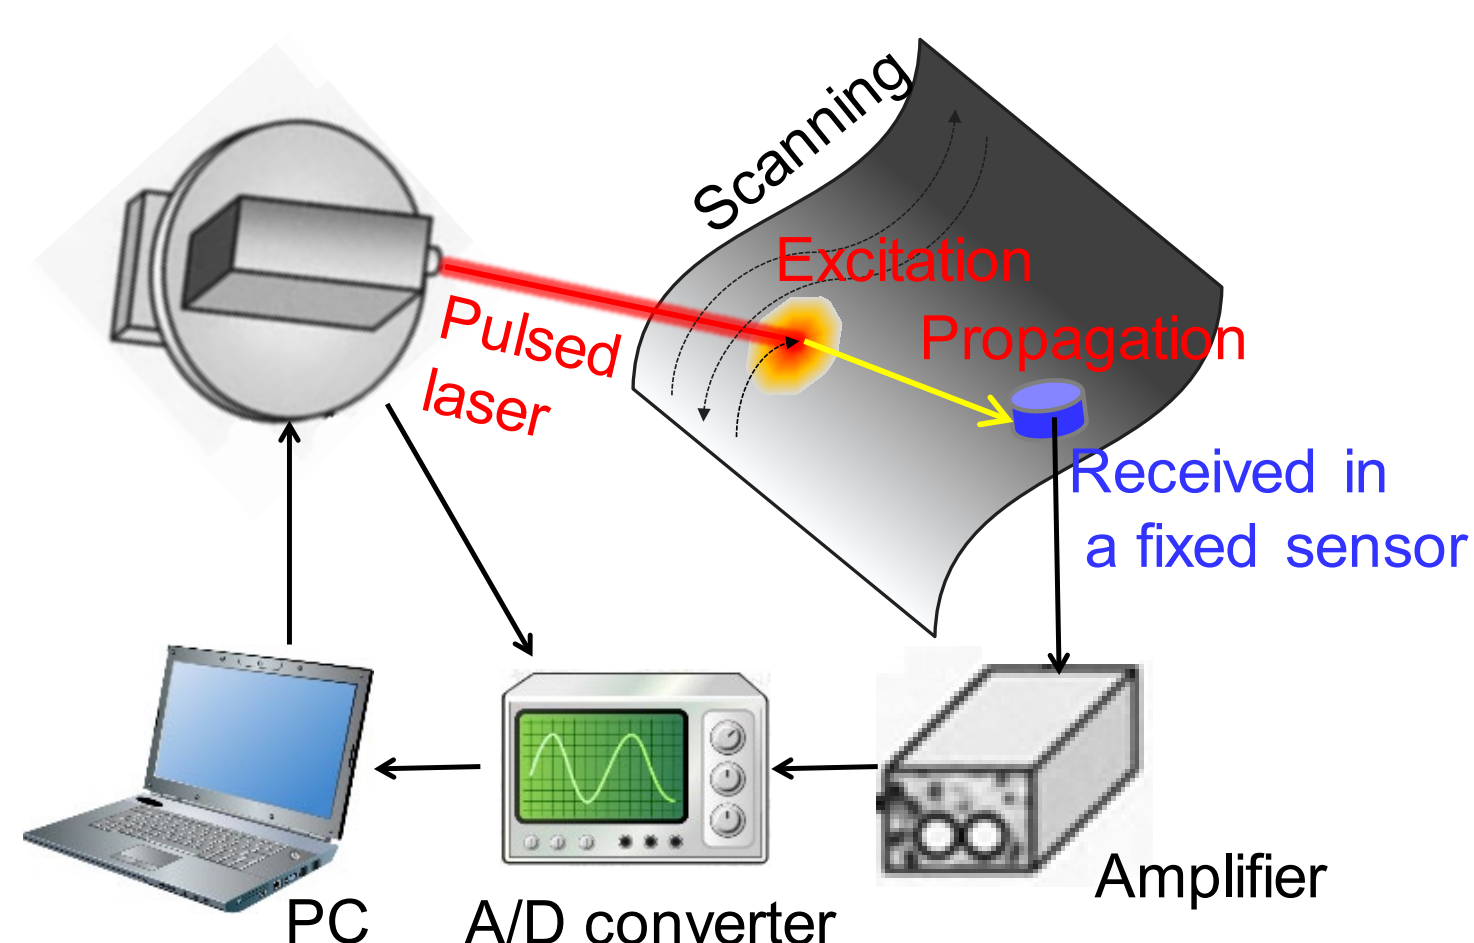 Scanning
Excitation
Propagation
Pulsed
laser
Received in
a fixed sensor
Amplifier
PC
A/D converter